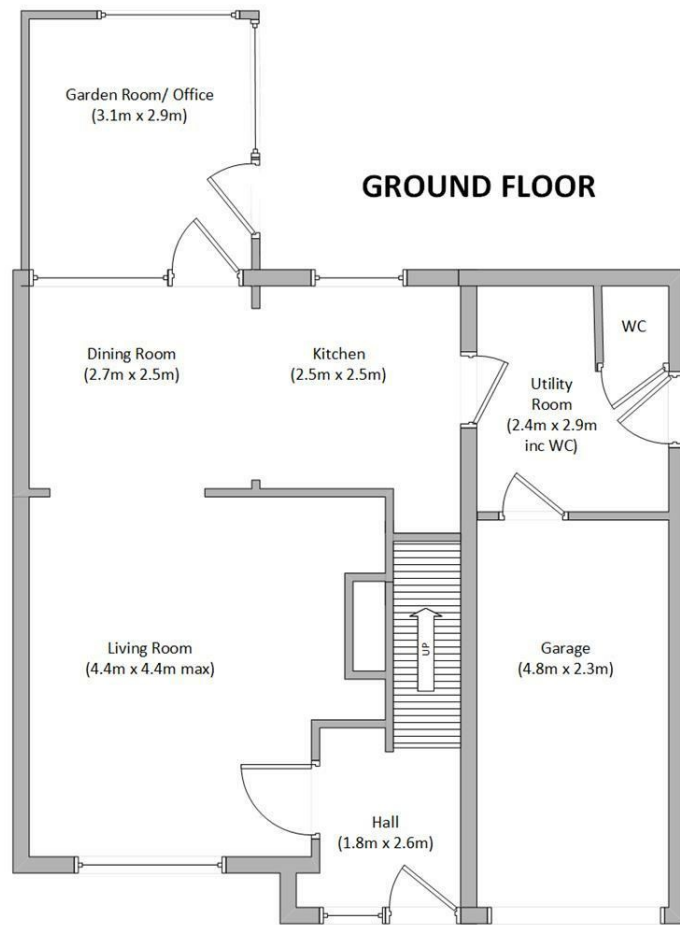 Garden Room/ Office
(3.1m x 2.9m)
GROUND FLOOR
Dining Room
(2.7m x 2.5m)
Kitchen
(2.5m x 2.5m)
WC
Utility
Room
(2.4m x 2.9m
inc WC)
Living Room
(4.4m x 4.4m max)
UP
Garage
(4.8m x 2.3m)
Hall
(1.8m x 2.6m)